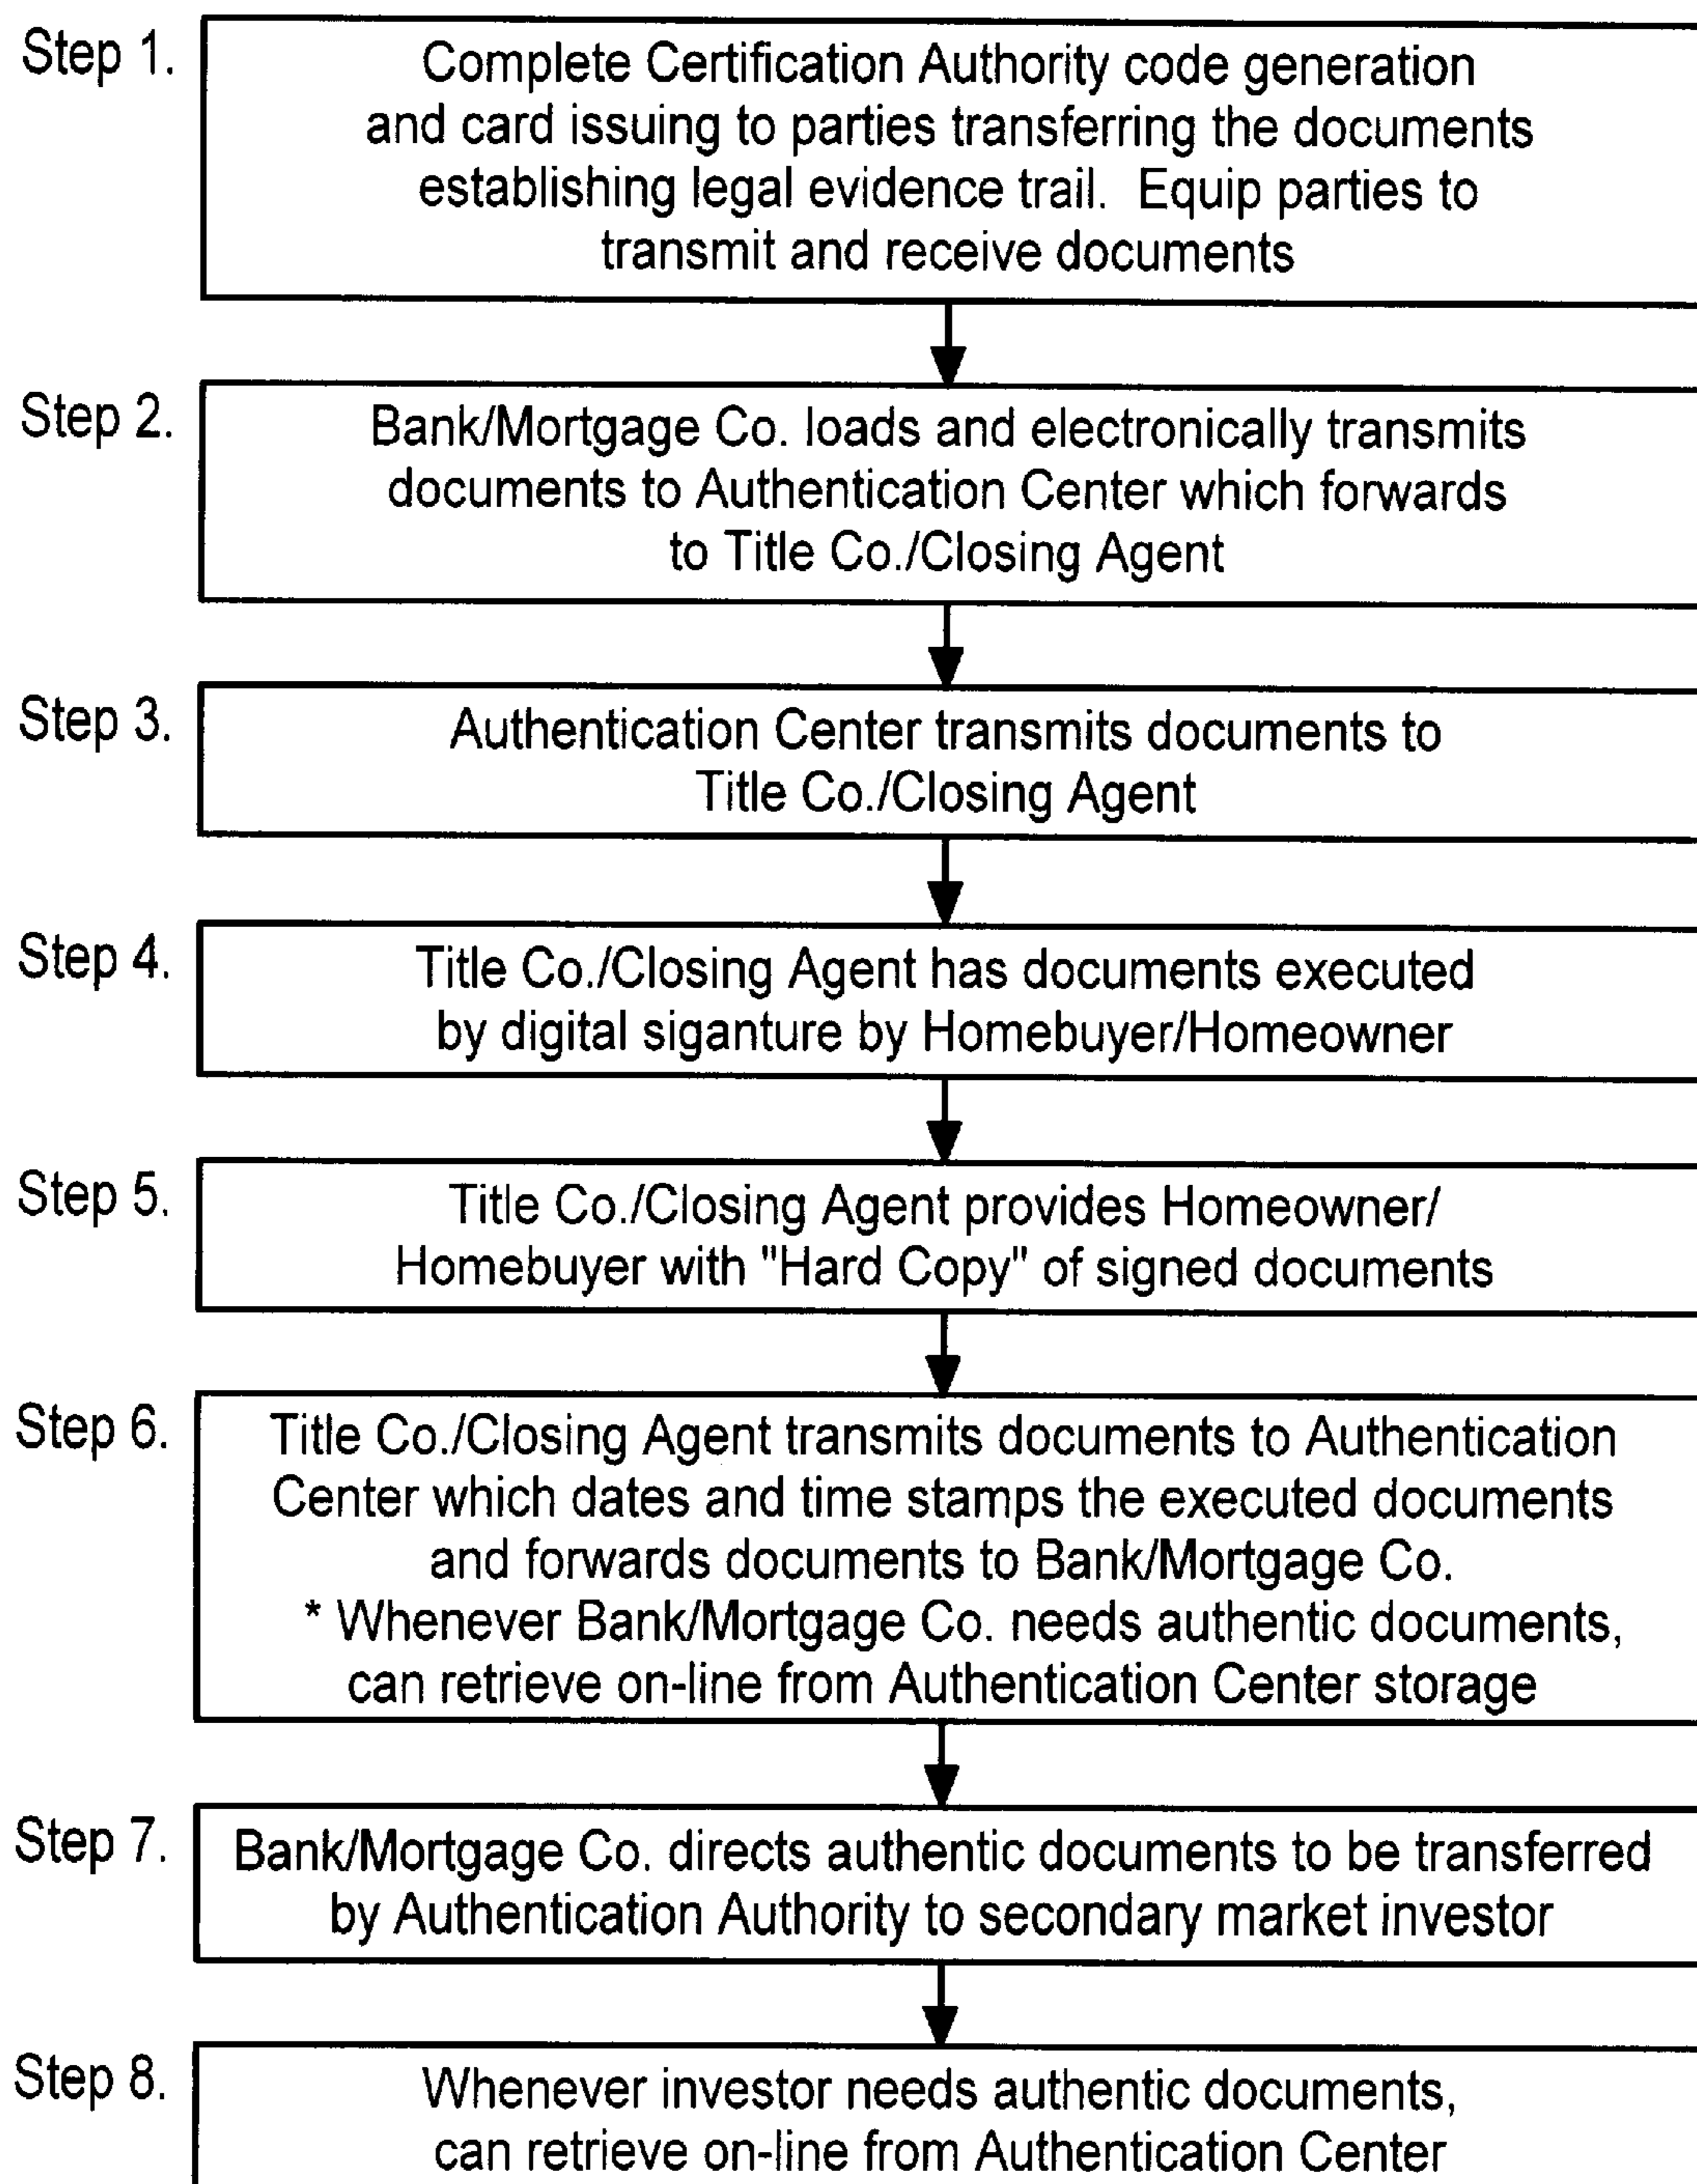 Step 1.
Complete Certification Authority code generation
and card issuing to parties transferring the documents
establishing legal evidence trail. Equip parties to
transmit and receive documents
Step 2.
Bank/Mortgage Co. loads and electronically transmits
documents to Authentication Center which forwards
to Title Co./Closing Agent
Step 3.
Authentication Center transmits documents to
Title Co./Closing Agent
Step 4.
Title Co./Closing Agent has documents executed
by digital siganture by Homebuyer/Homeowner
Step 5.
Title Co./Closing Agent provides Homeowner/
Homebuyer with "Hard Copy" of signed documents
Step 6.
Title Co./Closing Agent transmits documents to Authentication
Center which dates and time stamps the executed documents
and forwards documents to Bank/Mortgage Co.
* Whenever Bank/Mortgage Co. needs authentic documents,
can retrieve on-line from Authentication Center storage
Step 7.
Bank/Mortgage Co. directs authentic documents to be transferred
by Authentication Authority to secondary market investor
Step 8.
Whenever investor needs authentic documents,
can retrieve on-line from Authentication Center